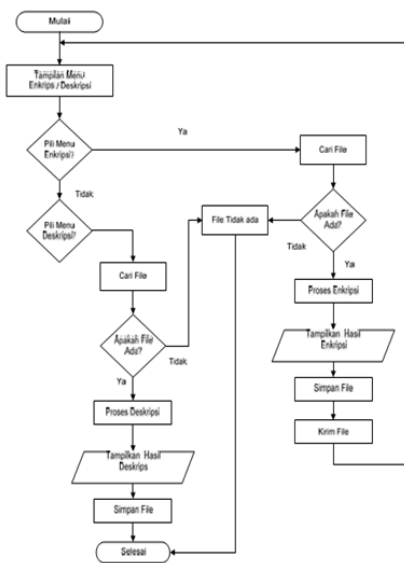 Mulai
Tampilan Menu
Enkrips / Deskripsi
Pili Menu
Enkripsi?
Ya
Cari File
Tidak
Pili Menu
Deskripsi?
File Tidak ada
Apakah File
Ada?
Tidak
Ya
Cari File
Proses Enkripsi
Apakah File
Ada?
Tidak
Tampilkan Hasil
Enkripsi
Ya
Simpan File
Proses Deskripsi
Kirim File
Tampilkan Hasil
Deskrips
Simpan File
Selesai